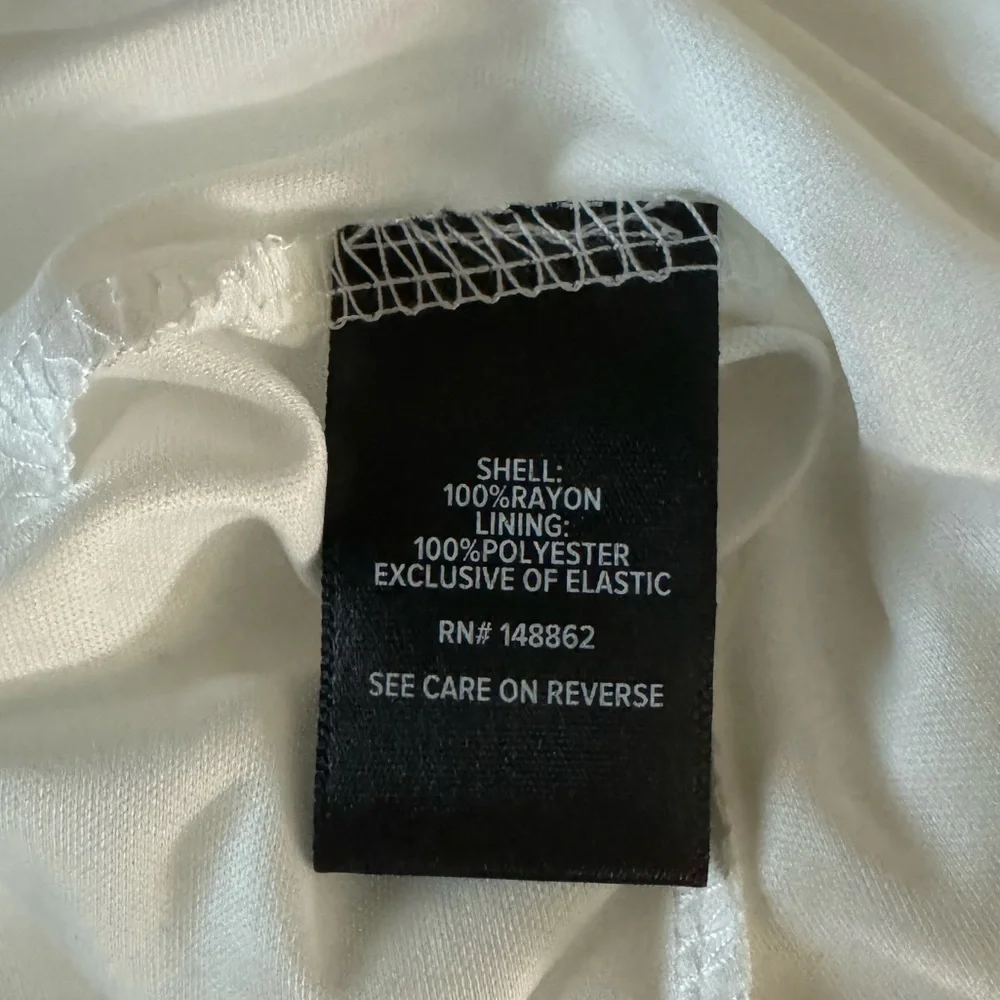 SHELL:
100%RAYON
LINING:
100%POLYESTER
EXCLUSIVE OF ELASTIC
RN# 148862
SEE CARE ON REVERSE